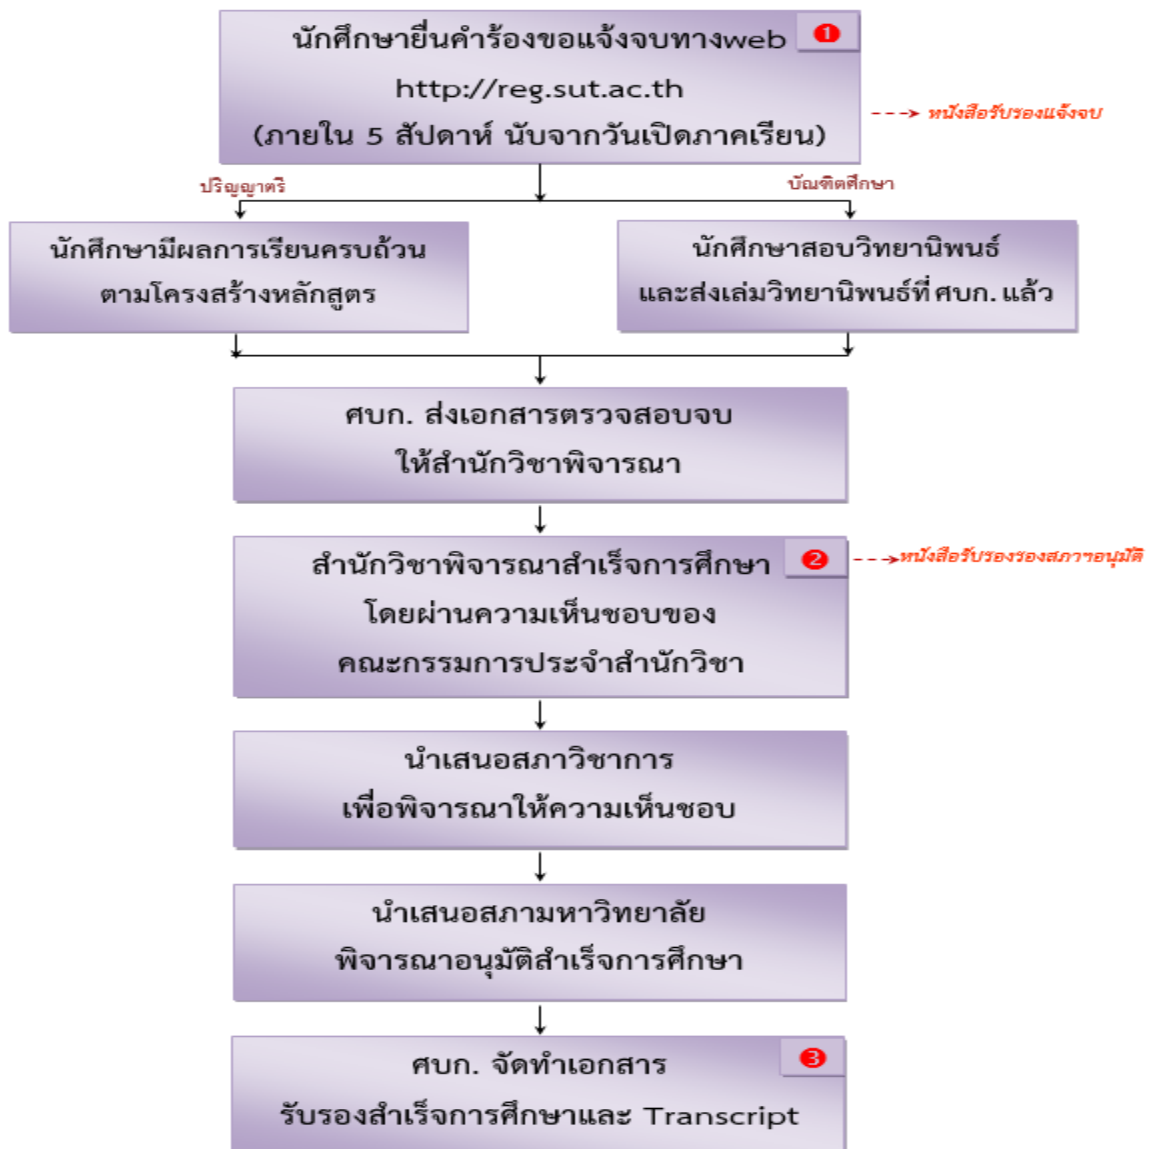 นักศึกษายื่นคำร้องขอแจ้งจบทางweb ❶
http://reg.sut.ac.th
(ภายใน 5 สัปดาห์ นับจากวันเปิดภาคเรียน)
หนังสือรับรองแจ้งจบ
ปริญญาตรี
บัณฑิตศึกษา
นักศึกษามีผลการเรียนครบถ้วน
ตามโครงสร้างหลักสูตร
นักศึกษาสอบวิทยานิพนธ์
และส่งเล่มวิทยานิพนธ์ที่ ศบก. แล้ว
ศบก. ส่งเอกสารตรวจสอบจบ
ให้สำนักวิชาพิจารณา
สำนักวิชาพิจารณาสำเร็จการศึกษา ❷
โดยผ่านความเห็นชอบของ
คณะกรรมการประจำสำนักวิชา
หนังสือรับรองรองสภาฯอนุมัติ
นำเสนอสภาวิชาการ
เพื่อพิจารณาให้ความเห็นชอบ
นำเสนอสภามหาวิทยาลัย
พิจารณาอนุมัติสำเร็จการศึกษา
ศบก. จัดทำเอกสาร ❸
รับรองสำเร็จการศึกษาและ Transcript